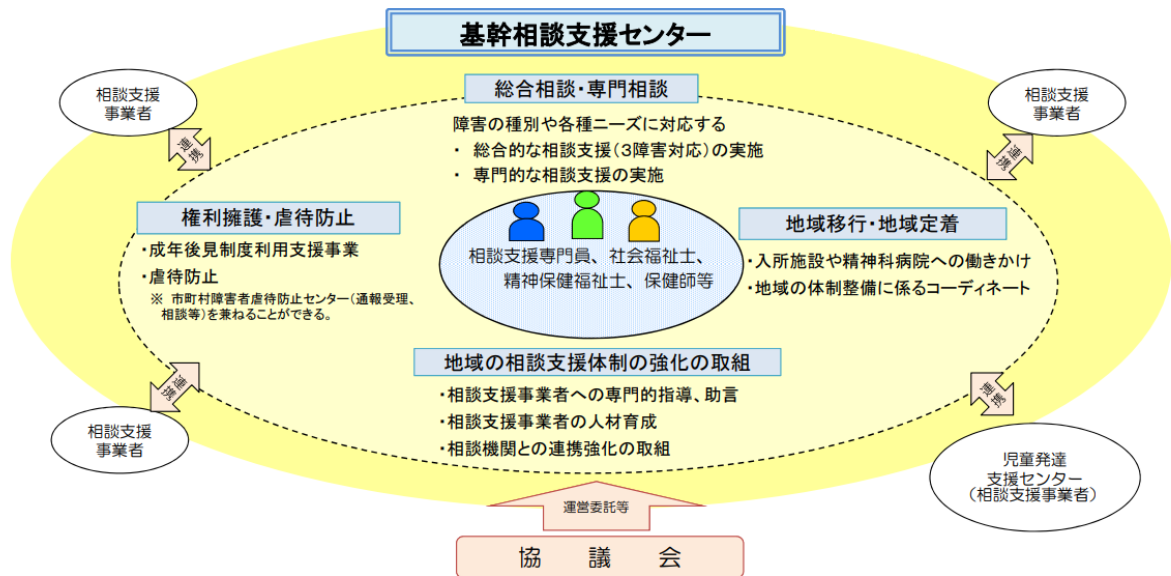 基幹相談支援センター
総合相談・専門相談
障害の種別や各種ニーズに対応する
・ 総合的な相談支援(3障害対応)の実施
・ 専門的な相談支援の実施
相談支援
事業者
連携
相談支援
事業者
連携
権利擁護・虐待防止
・成年後見制度利用支援事業
・虐待防止
※ 市町村障害者虐待防止センター(通報受理、
相談等)を兼ねることができる。
相談支援専門員、社会福祉士、
精神保健福祉士、保健師等
地域移行・地域定着
・入所施設や精神科病院への働きかけ
・地域の体制整備に係るコーディネート
地域の相談支援体制の強化の取組
・相談支援事業者への専門的指導、助言
・相談支援事業者の人材育成
・相談機関との連携強化の取組
連携
相談支援
事業者
連携
児童発達
支援センター
(相談支援事業者)
運営委託等
協 議 会